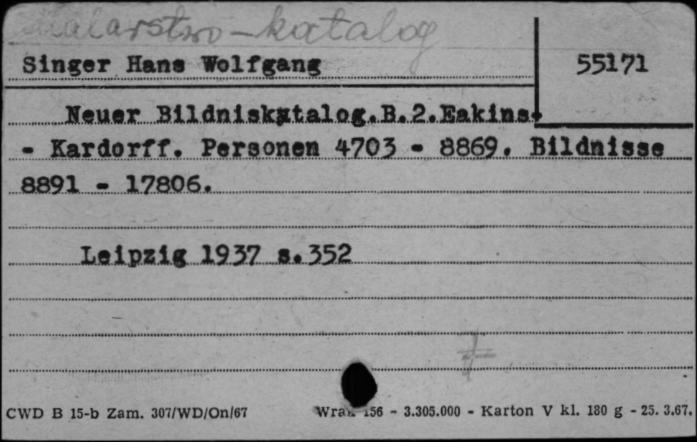 Malarstwo - katalog
Singer Hans Wolfgang 55171
Neuer Bildniskatalog.B.2.Eakins.
- Kardorff. Personen 4703 - 8869. Bildnisse
8891 - 17806.
Leipzig 1937 s.352
7
CWD B 15-b Zam. 307/WD/On/67 156 - 3.305.000 - Karton V kl. 180 g - 25. 3.67.